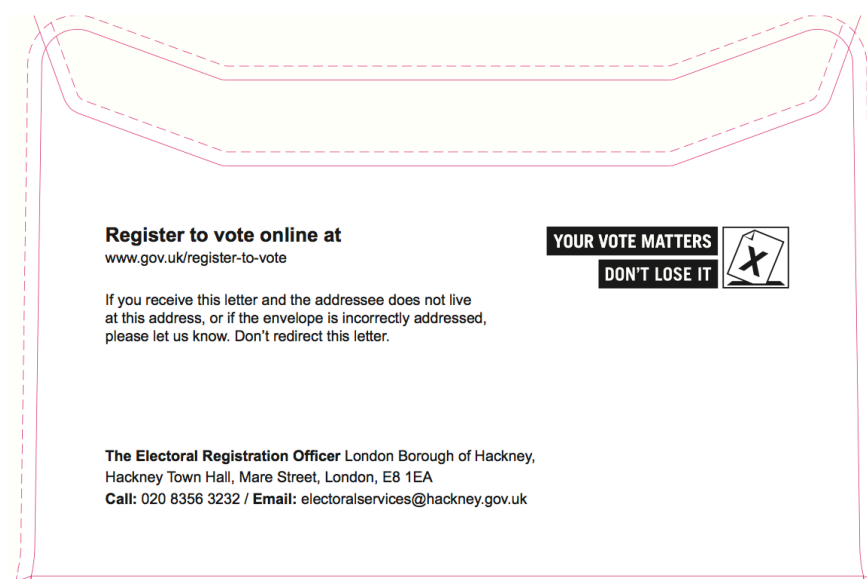 Register to vote online at
www.gov.uk/register-to-vote
YOUR VOTE MATTERS
DON'T LOSE IT
X
If you receive this letter and the addressee does not live
at this address, or if the envelope is incorrectly addressed,
please let us know. Don't redirect this letter.
The Electoral Registration Officer London Borough of Hackney,
Hackney Town Hall, Mare Street, London, E8 1EA
Call: 020 8356 3232 / Email: electoralservices@hackney.gov.uk